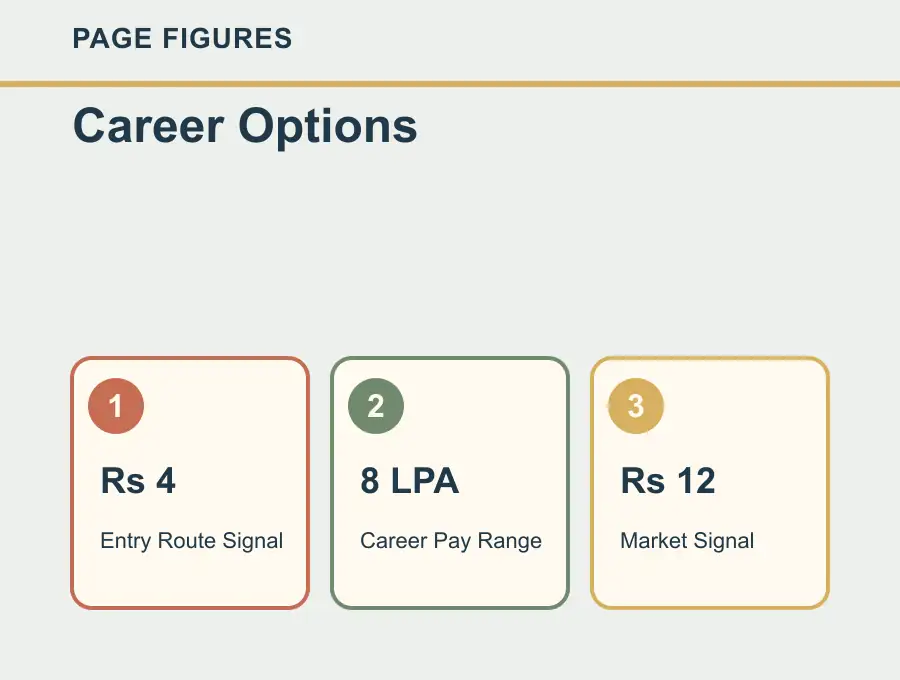 PAGE FIGURES
Career Options
1
Rs 4
Entry Route Signal
2
8 LPA
Career Pay Range
3
Rs 12
Market Signal